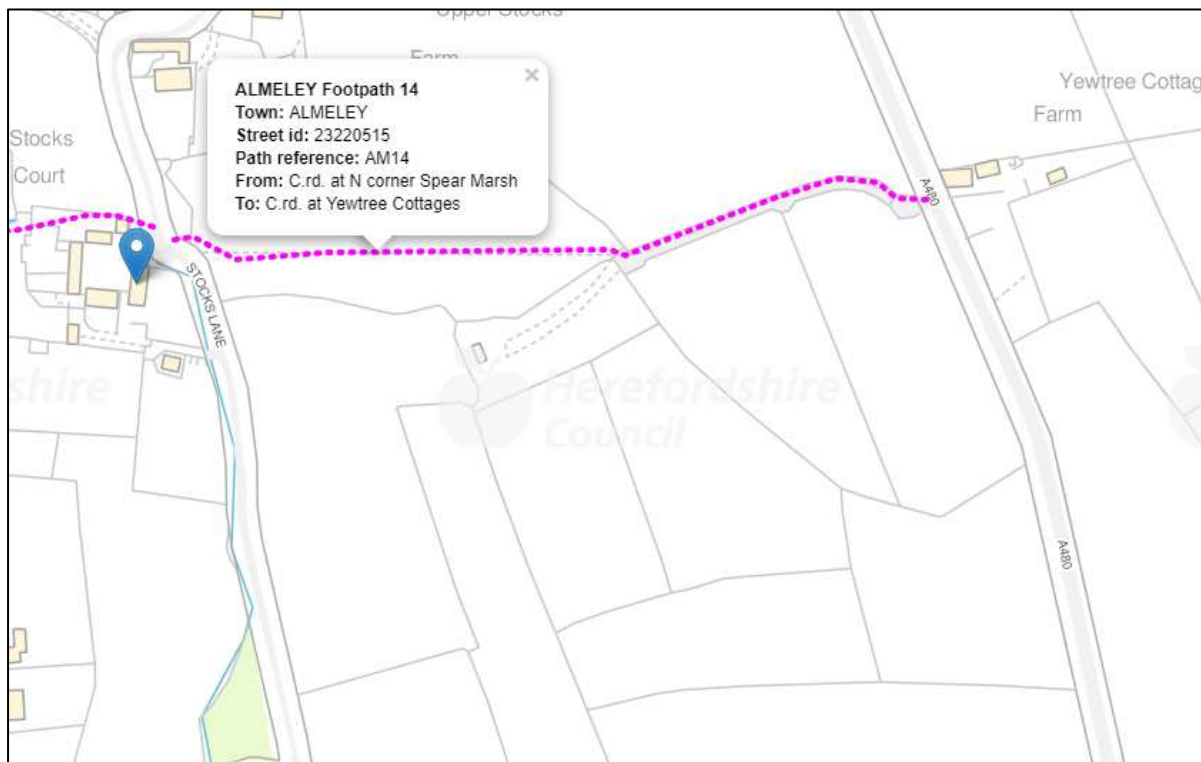 Upper Stocks
Farm
ALMELEY Footpath 14
Town: ALMELEY
Street id: 23220515
Path reference: AM14
From: C.rd. at N corner Spear Marsh
To: C.rd. at Yewtree Cottages
×
Yewtree Cottag
Farm
Stocks
Court
A480
STOCKS LANE
shire
Herefordshire
Council
A480